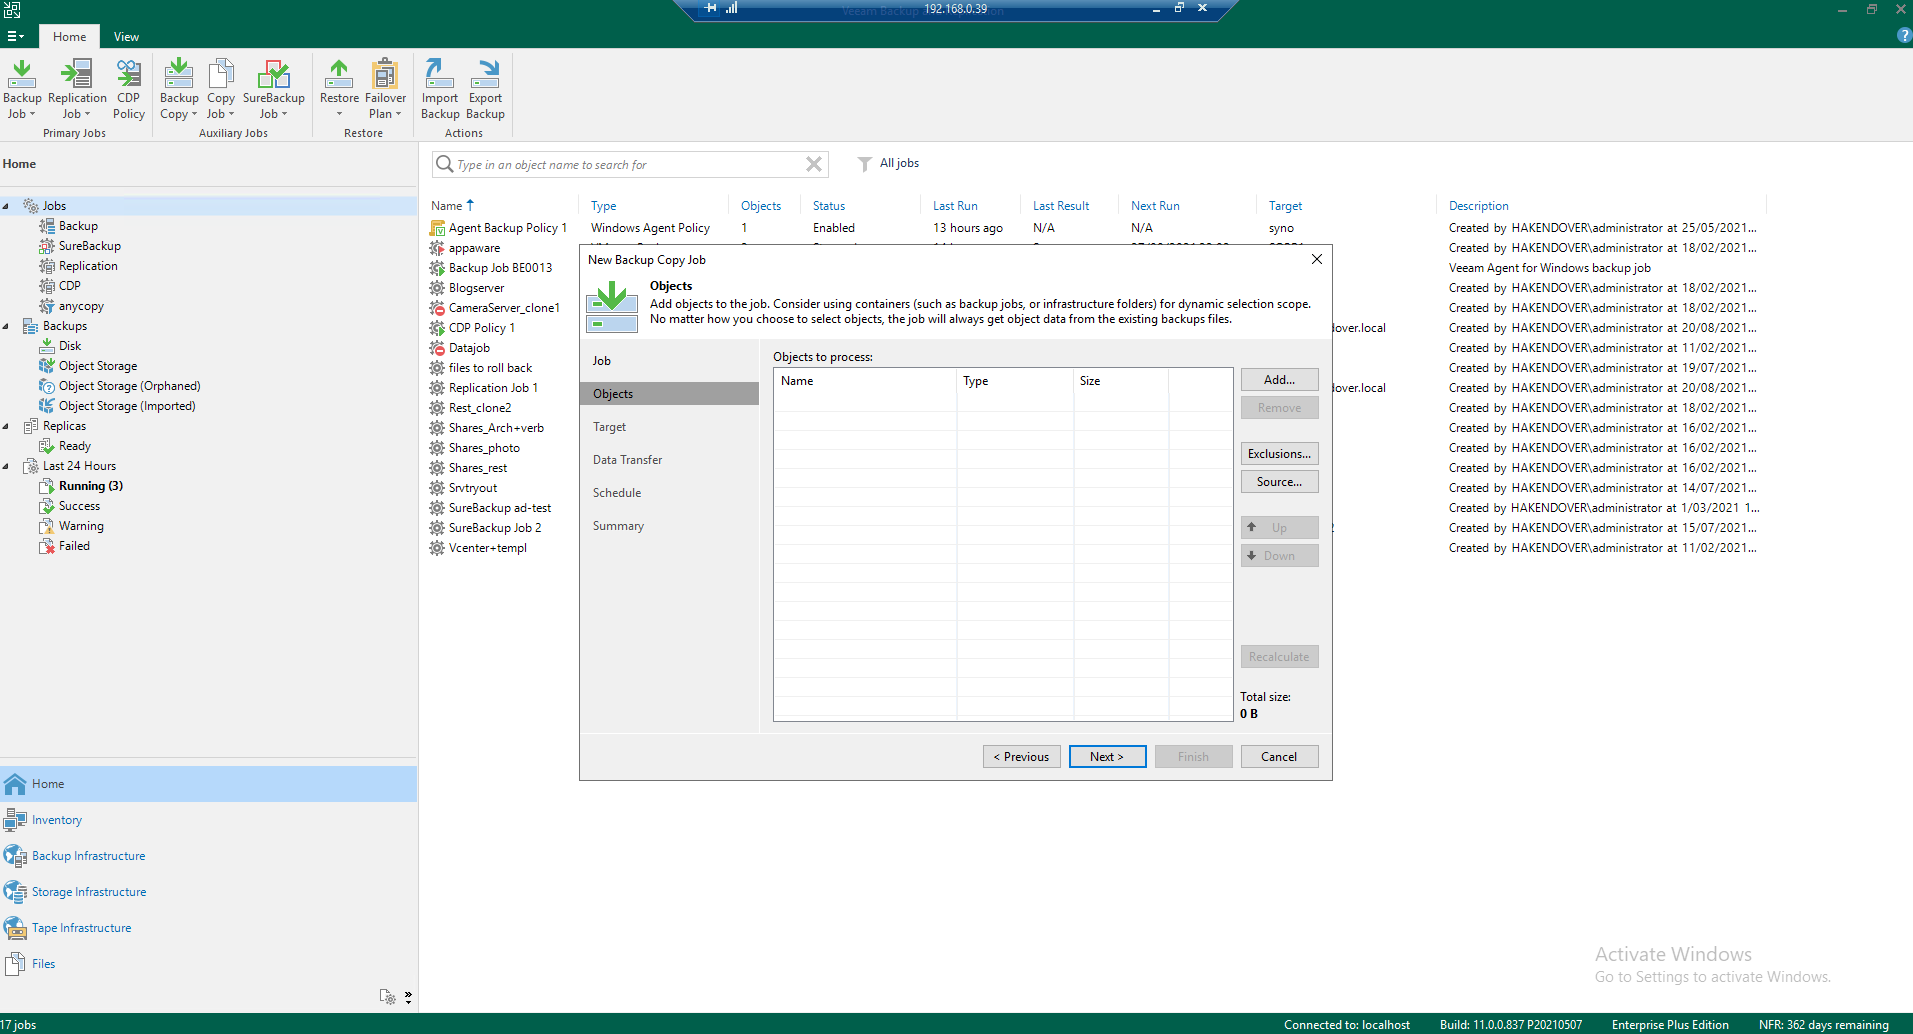 192.168.0.39
Home View
Backup Job Replication Job CDP Policy Backup Copy Copy Job SureBackup Job Restore Failover Plan Import Backup Export Backup
Primary Jobs Auxiliary Jobs Restore Actions
Home
Type in an object name to search for
All jobs
Jobs
Backup
SureBackup
Replication
CDP
anycopy
Backups
Disk
Object Storage
Object Storage (Orphaned)
Object Storage (Imported)
Replicas
Ready
Last 24 Hours
Running (3)
Success
Warning
Failed
Home
Inventory
Backup Infrastructure
Storage Infrastructure
Tape Infrastructure
Files
Name Type Objects Status Last Run Last Result Next Run Target Description
Agent Backup Policy 1 Windows Agent Policy 1 Enabled 13 hours ago N/A N/A syno Created by HAKENDOVER\administrator at 25/05/2021...
appaware Created by HAKENDOVER\administrator at 18/02/2021...
Backup Job BE0013 Veeam Agent for Windows backup job
Blogserver Created by HAKENDOVER\administrator at 18/02/2021...
CameraServer_clone1 Created by HAKENDOVER\administrator at 18/02/2021...
CDP Policy 1 dover.local Created by HAKENDOVER\administrator at 20/08/2021...
Datajob Created by HAKENDOVER\administrator at 11/02/2021...
files to roll back Created by HAKENDOVER\administrator at 19/07/2021...
Replication Job 1 dover.local Created by HAKENDOVER\administrator at 20/08/2021...
Rest_clone2 Created by HAKENDOVER\administrator at 18/02/2021...
Shares_Arch+verb Created by HAKENDOVER\administrator at 16/02/2021...
Shares_photo Created by HAKENDOVER\administrator at 16/02/2021...
Shares_rest Created by HAKENDOVER\administrator at 16/02/2021...
Srvtryout Created by HAKENDOVER\administrator at 14/07/2021...
SureBackup ad-test Created by HAKENDOVER\administrator at 1/03/2021 1...
SureBackup Job 2 Created by HAKENDOVER\administrator at 15/07/2021...
Vcenter+templ Created by HAKENDOVER\administrator at 11/02/2021...
New Backup Copy Job
Objects
Add objects to the job. Consider using containers (such as backup jobs, or infrastructure folders) for dynamic selection scope.
No matter how you choose to select objects, the job will always get object data from the existing backups files.
Job
Objects
Target
Data Transfer
Schedule
Summary
Objects to process:
Name Type Size
Add...
Remove
Exclusions...
Source...
Up
Down
Recalculate
Total size:
0 B
< Previous Next > Finish Cancel
Activate Windows
Go to Settings to activate Windows.
17 jobs Connected to: localhost Build: 11.0.0.837 P20210507 Enterprise Plus Edition NFR: 362 days remaining